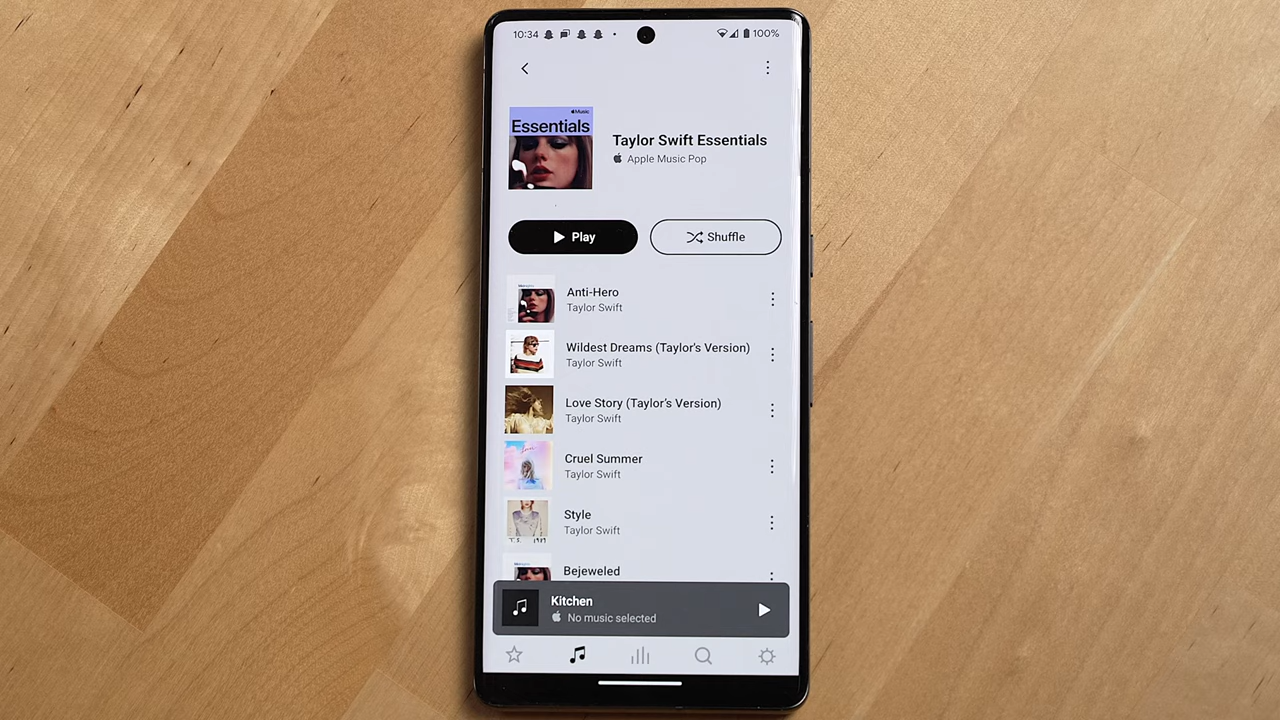 10:34
100%
Music
Essentials
Taylor Swift Essentials
Apple Music Pop
Play
Shuffle
Anti-Hero
Taylor Swift
Wildest Dreams (Taylor's Version)
Taylor Swift
Love Story (Taylor's Version)
Taylor Swift
Cruel Summer
Taylor Swift
Style
Taylor Swift
Bejeweled
Kitchen
No music selected